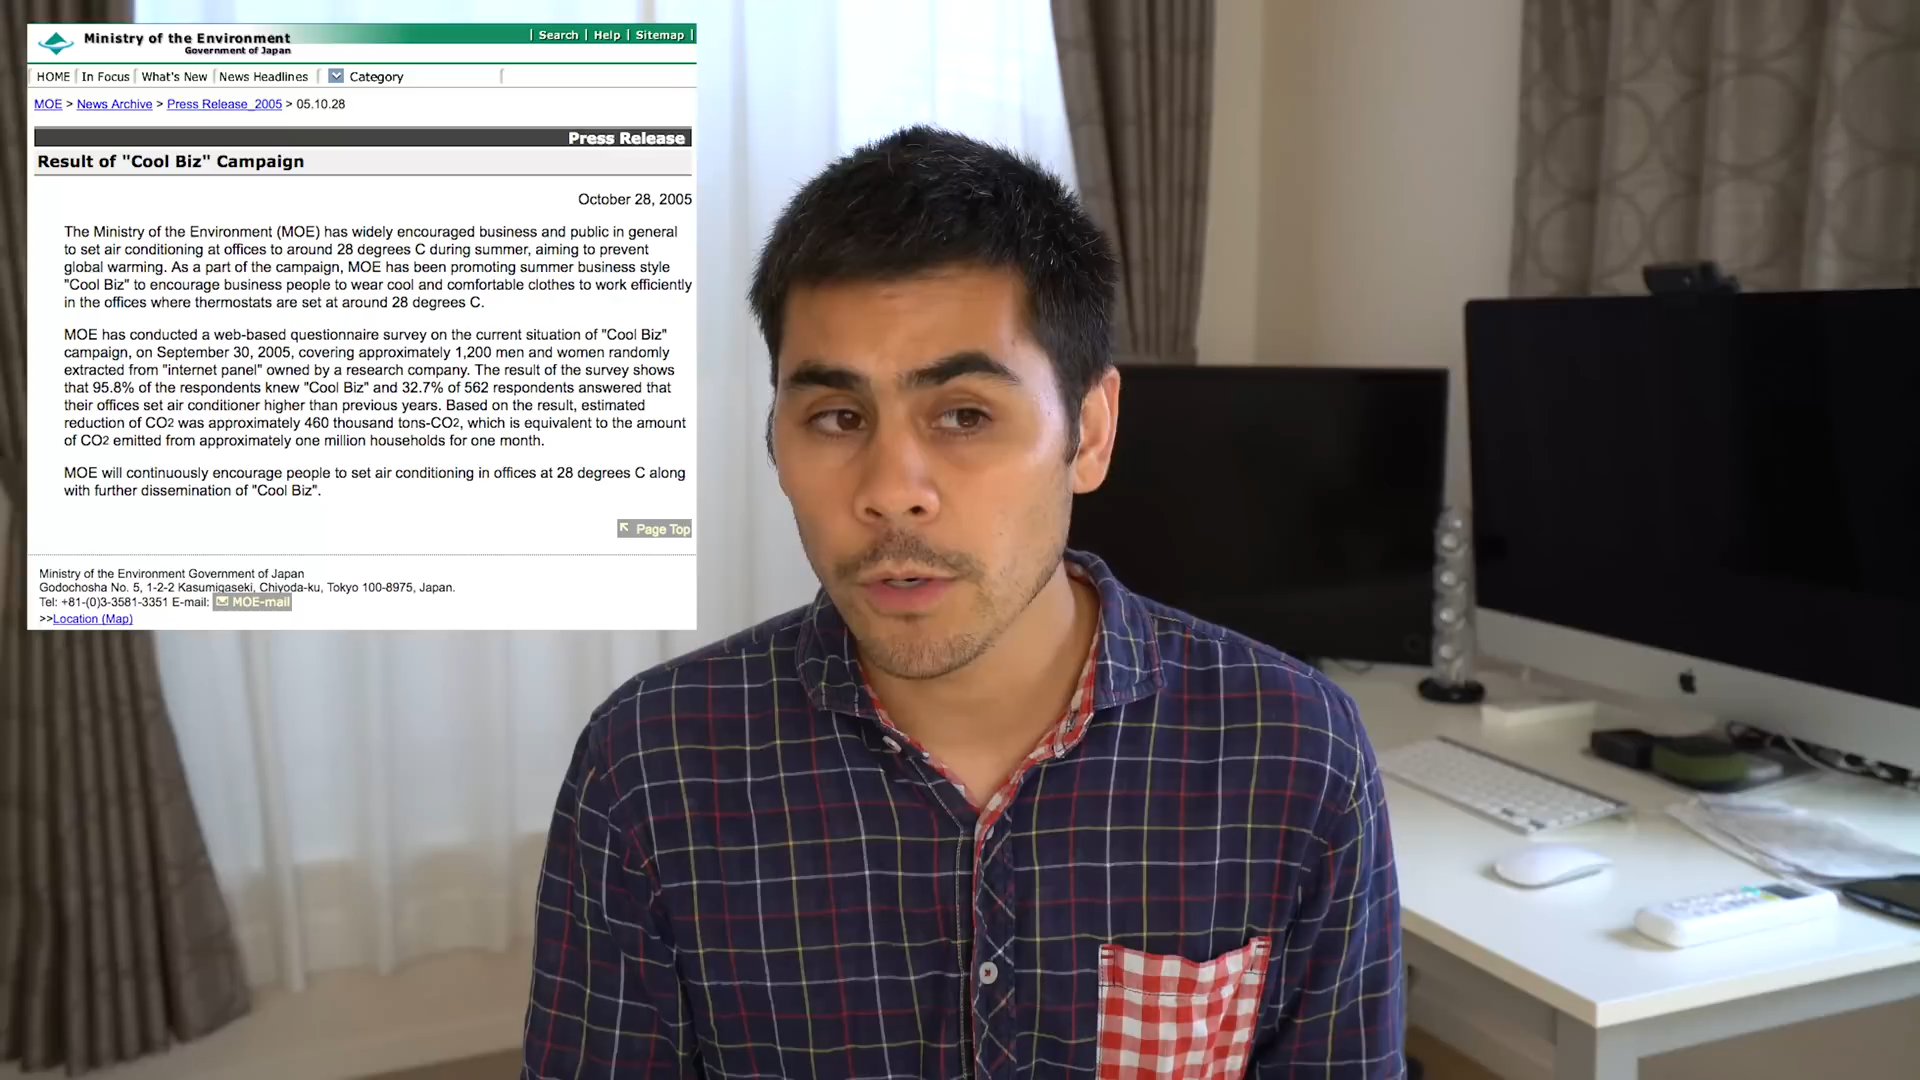 Ministry of the Environment
Government of Japan
| Search | Help | Sitemap |
HOME In Focus What's New News Headlines Category
MOE > News Archive > Press Release_2005 > 05.10.28
Press Release
Result of "Cool Biz" Campaign
October 28, 2005
The Ministry of the Environment (MOE) has widely encouraged business and public in general
to set air conditioning at offices to around 28 degrees C during summer, aiming to prevent
global warming. As a part of the campaign, MOE has been promoting summer business style
"Cool Biz" to encourage business people to wear cool and comfortable clothes to work efficiently
in the offices where thermostats are set at around 28 degrees C.
MOE has conducted a web-based questionnaire survey on the current situation of "Cool Biz"
campaign, on September 30, 2005, covering approximately 1,200 men and women randomly
extracted from "internet panel" owned by a research company. The result of the survey shows
that 95.8% of the respondents knew "Cool Biz" and 32.7% of 562 respondents answered that
their offices set air conditioner higher than previous years. Based on the result, estimated
reduction of CO2 was approximately 460 thousand tons-CO2, which is equivalent to the amount
of CO2 emitted from approximately one million households for one month.
MOE will continuously encourage people to set air conditioning in offices at 28 degrees C along
with further dissemination of "Cool Biz".
Page Top
Ministry of the Environment Government of Japan
Godochosha No. 5, 1-2-2 Kasumigaseki, Chiyoda-ku, Tokyo 100-8975, Japan.
Tel: +81-(0)3-3581-3351 E-mail: MOE-mail
>>Location (Map)